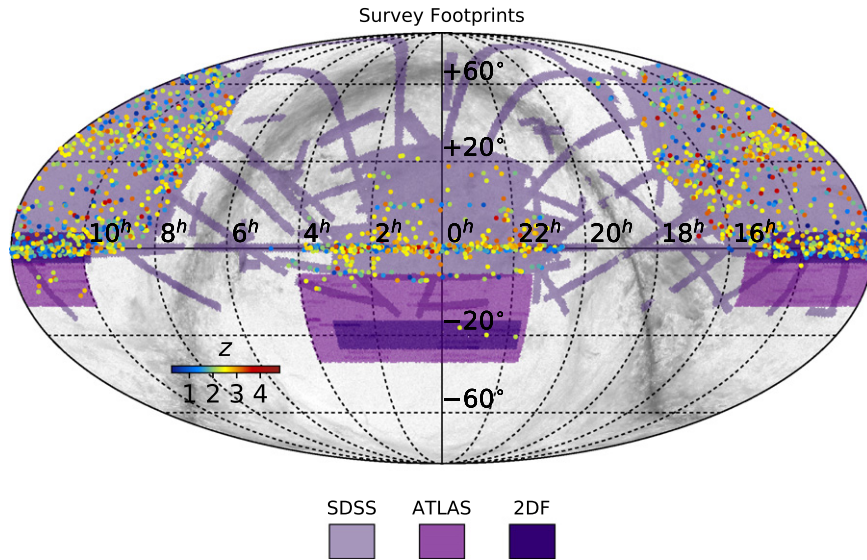 Survey Footprints
+60°
+20°
10h 8h 6h 4h 2h 0h 22h 20h 18h 16h
−20°
z
1 2 3 4
−60°
SDSS ATLAS 2DF